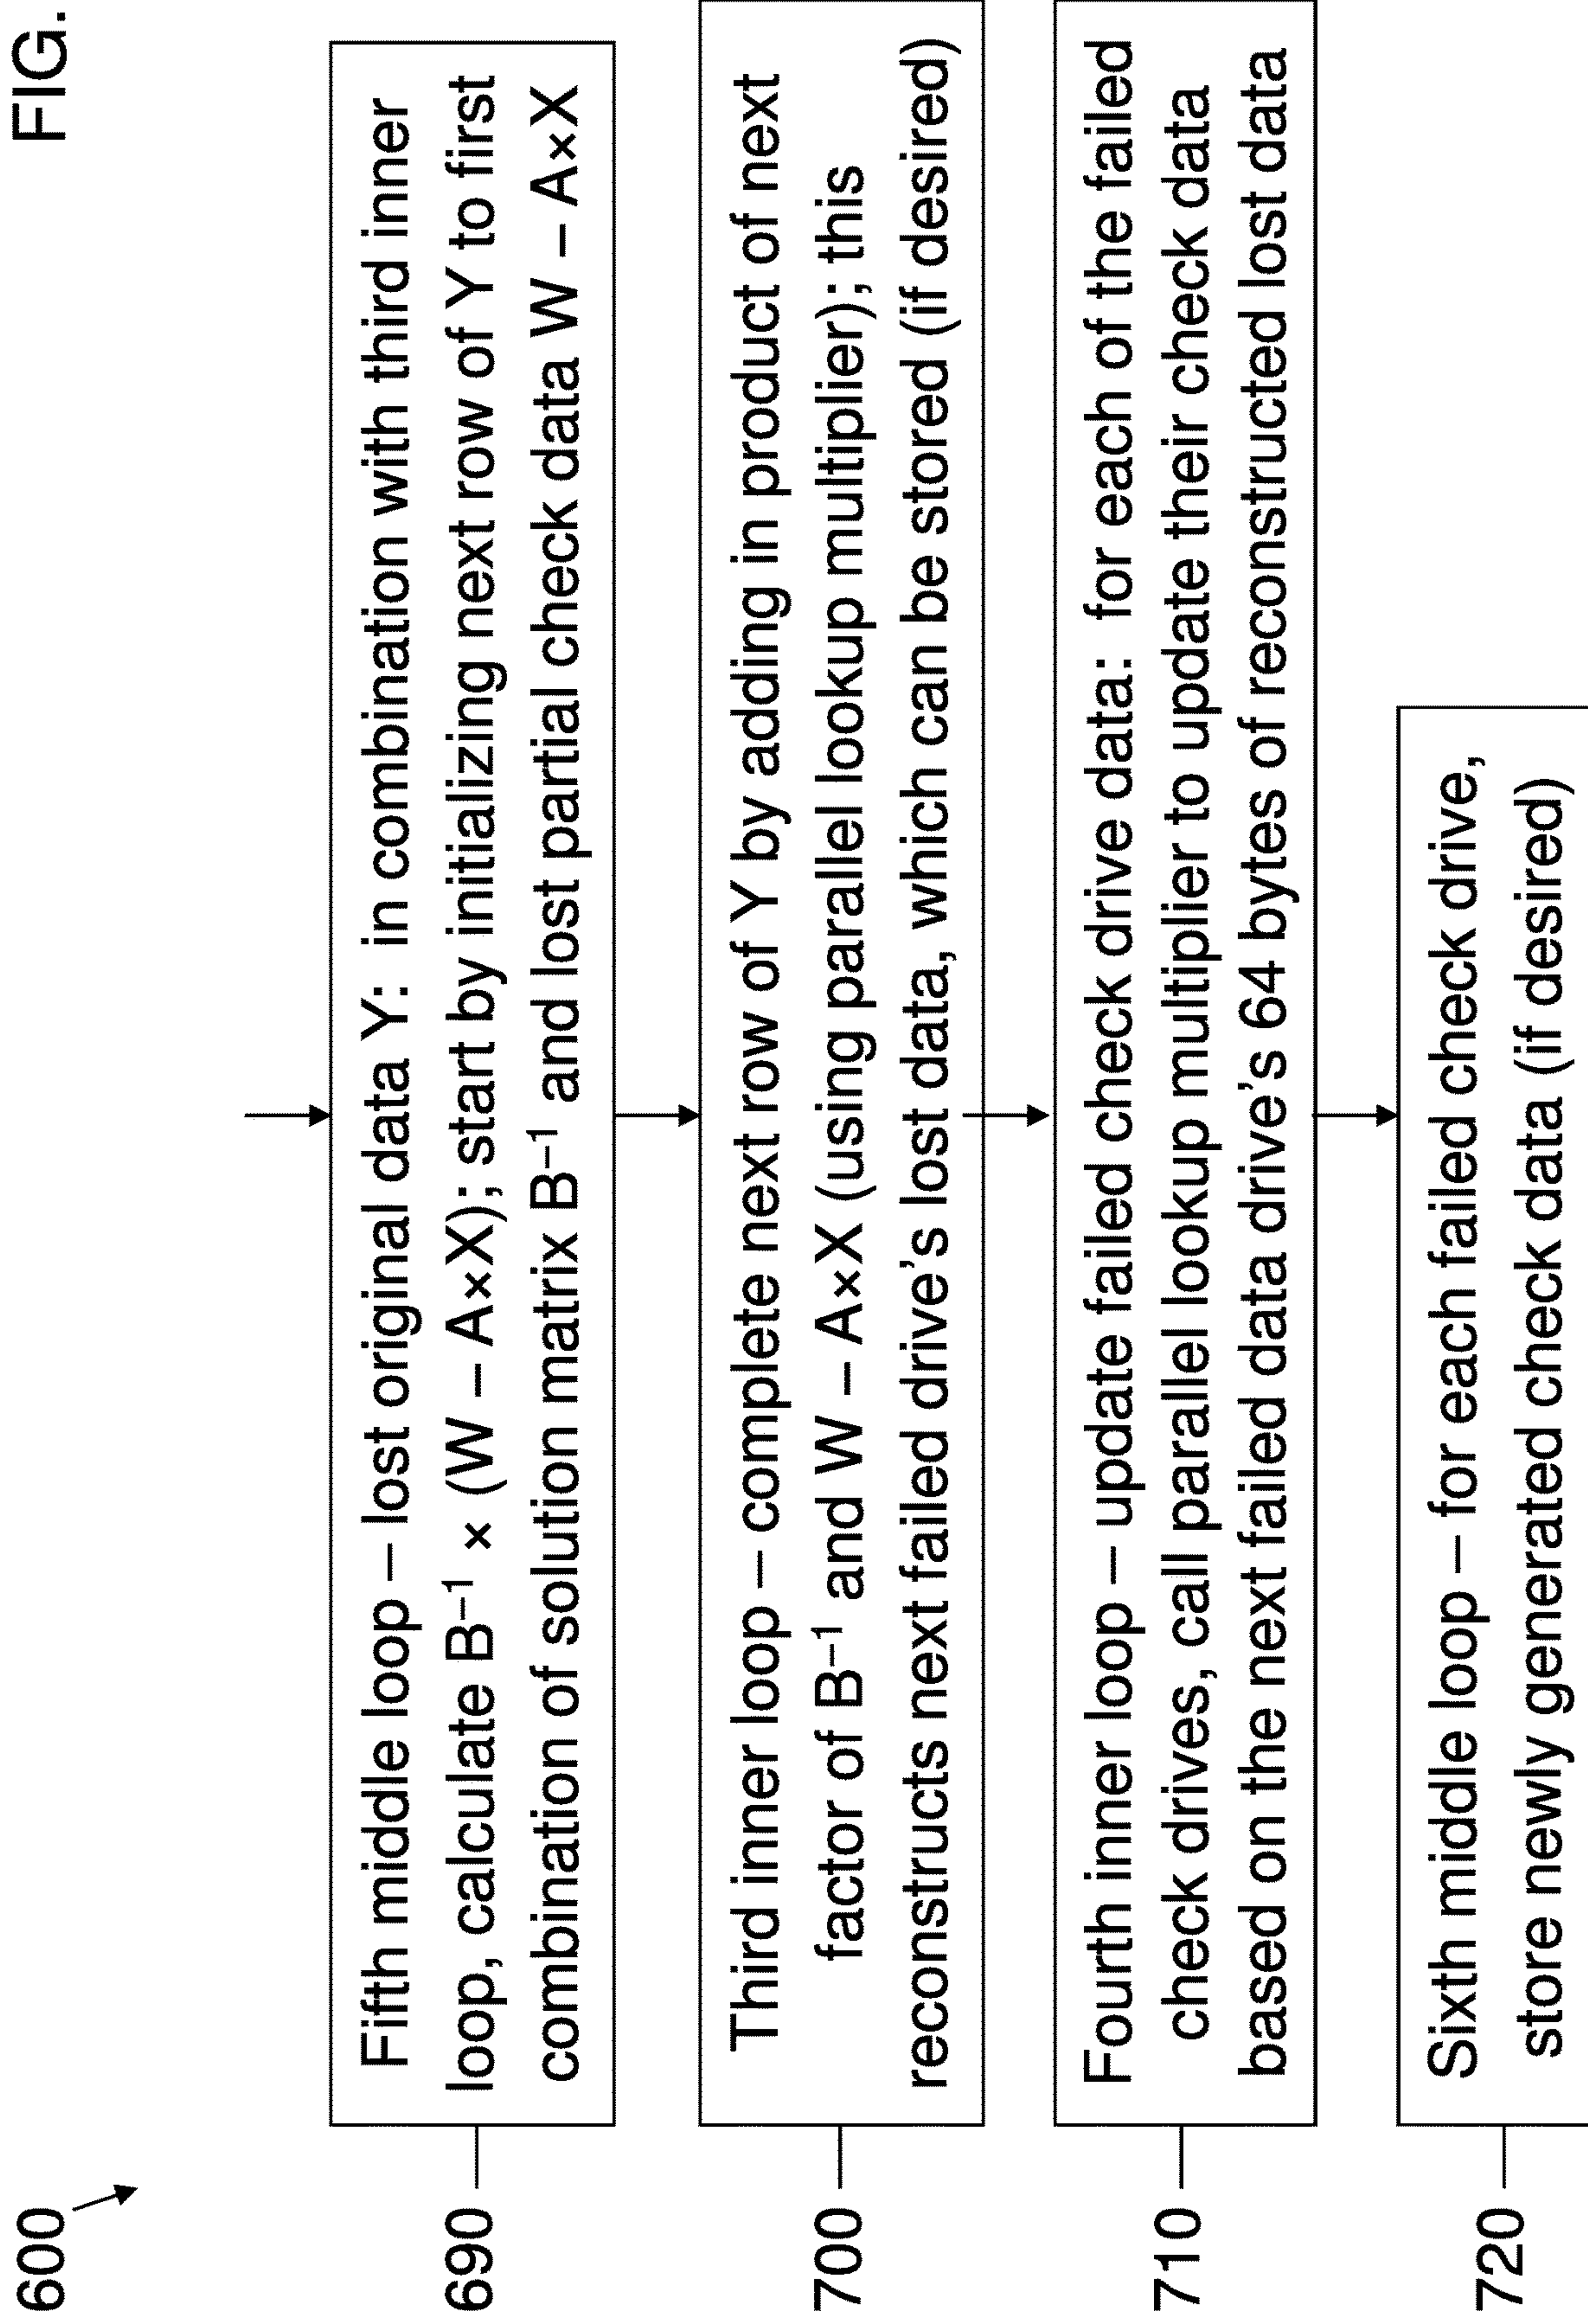 FIG.
600
690
Fifth middle loop – lost original data Y: in combination with third inner
loop, calculate B⁻¹ × (W – A×X); start by initializing next row of Y to first
combination of solution matrix B⁻¹ and lost partial check data W – A×X
700
Third inner loop – complete next row of Y by adding in product of next
factor of B⁻¹ and W – A×X (using parallel lookup multiplier); this
reconstructs next failed drive's lost data, which can be stored (if desired)
710
Fourth inner loop – update failed check drive data: for each of the failed
check drives, call parallel lookup multiplier to update their check data
based on the next failed data drive's 64 bytes of reconstructed lost data
720
Sixth middle loop – for each failed check drive,
store newly generated check data (if desired)